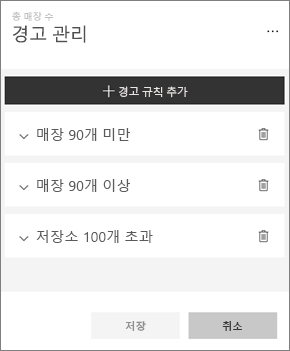 총 매장 수
경고 관리
...
+ 경고 규칙 추가
매장 90개 미만
매장 90개 이상
저장소 100개 초과
저장
취소